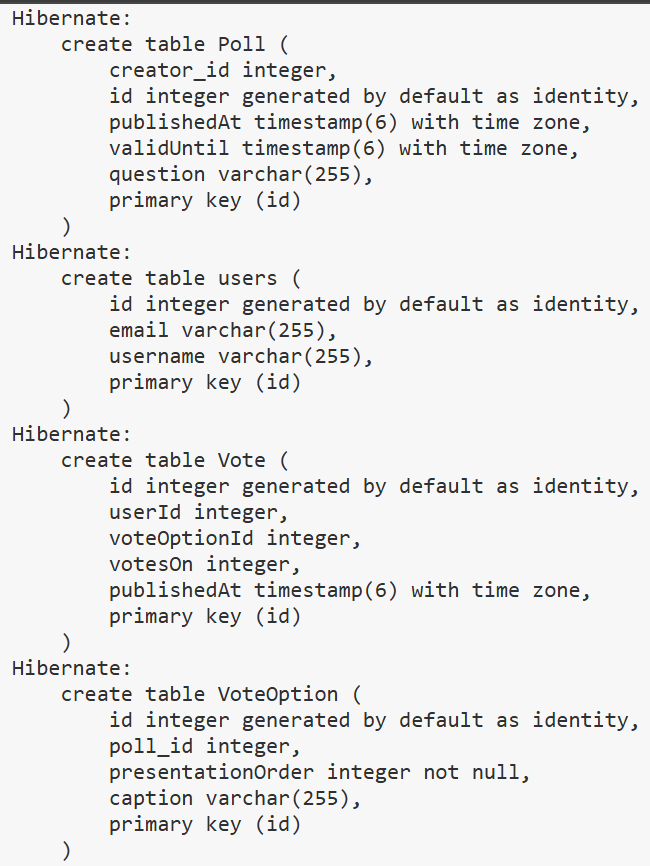 Hibernate:
    create table Poll (
        creator_id integer,
        id integer generated by default as identity,
        publishedAt timestamp(6) with time zone,
        validUntil timestamp(6) with time zone,
        question varchar(255),
        primary key (id)
    )
Hibernate:
    create table users (
        id integer generated by default as identity,
        email varchar(255),
        username varchar(255),
        primary key (id)
    )
Hibernate:
    create table Vote (
        id integer generated by default as identity,
        userId integer,
        voteOptionId integer,
        votesOn integer,
        publishedAt timestamp(6) with time zone,
        primary key (id)
    )
Hibernate:
    create table VoteOption (
        id integer generated by default as identity,
        poll_id integer,
        presentationOrder integer not null,
        caption varchar(255),
        primary key (id)
    )